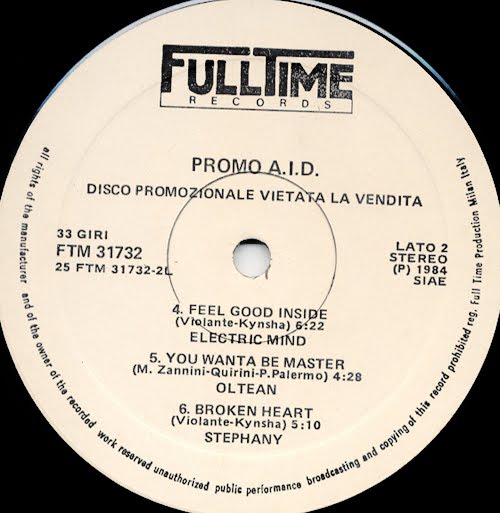 FULLTIME
RECORDS
PROMO A.I.D.
DISCO PROMOZIONALE VIETATA LA VENDITA
33 GIRI
FTM 31732
25 FTM 31732-2L
LATO 2
STEREO
(P) 1984
SIAE
4. FEEL GOOD INSIDE
(Violante-Kynsha) 6:22
ELECTRIC MIND
5. YOU WANTA BE MASTER
(M. Zannini-Quirini-P.Palermo) 4:28
OLTEAN
6. BROKEN HEART
(Violante-Kynsha) 5:10
STEPHANY
all rights of the manufacturer and of the owner of the recorded work reserved unauthorized public performance broadcasting and copying of this record prohibited reg. Full Time Production Milan Italy